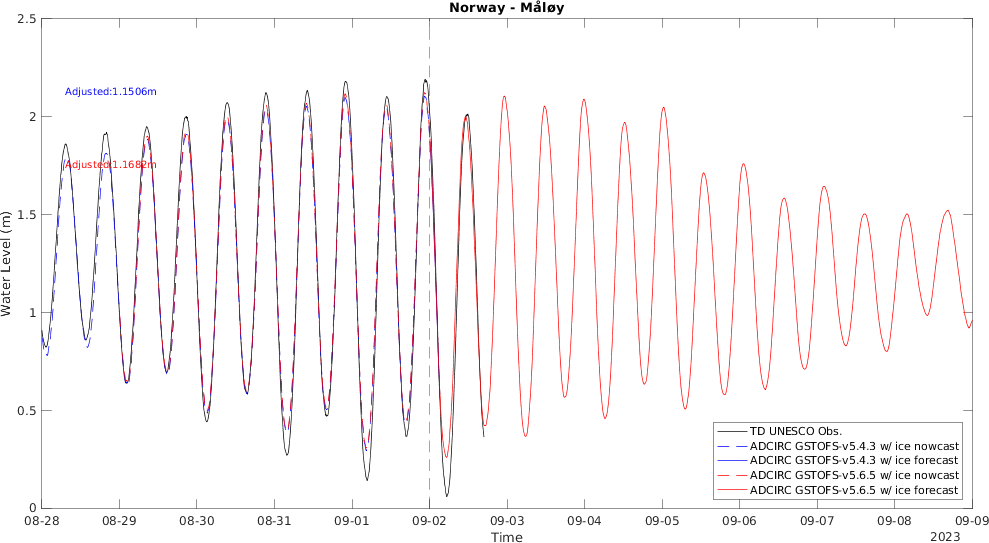 Norway - Måløy
2.5
Adjusted:1.1506m
2
Adjusted:1.1682m
1.5
Water Level (m)
1
0.5
0
TD UNESCO Obs.
ADCIRC GSTOFS-v5.4.3 w/ ice nowcast
ADCIRC GSTOFS-v5.4.3 w/ ice forecast
ADCIRC GSTOFS-v5.6.5 w/ ice nowcast
ADCIRC GSTOFS-v5.6.5 w/ ice forecast
08-28 08-29 08-30 08-31 09-01 09-02 09-03 09-04 09-05 09-06 09-07 09-08 09-09
Time 2023